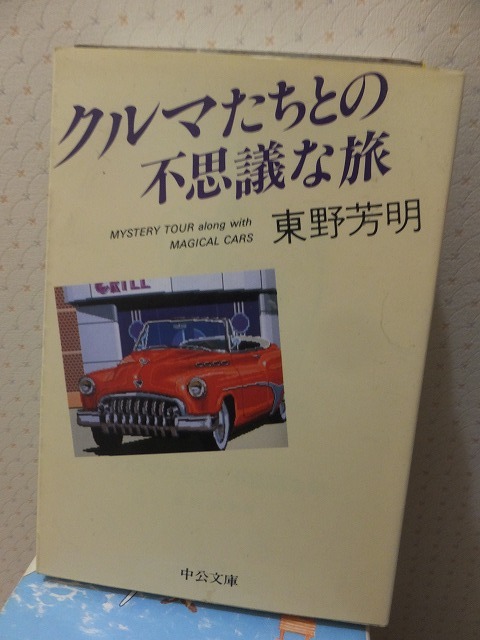 クルマたちとの
不思議な旅
MYSTERY TOUR along with
MAGICAL CARS
東野芳明
GRILL
中公文庫